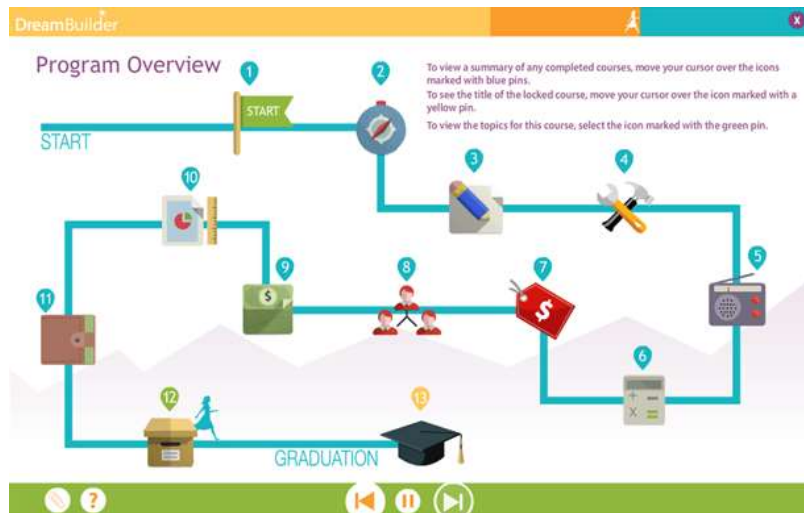 DreamBuilder
X
Program Overview
To view a summary of any completed courses, move your cursor over the icons
marked with blue pins.
To see the title of the locked course, move your cursor over the icon marked with a
yellow pin.
To view the topics for this course, select the icon marked with the green pin.
1
2
START
START
3
4
10
5
9
8
7
$
$
11
6
12
13
GRADUATION
?